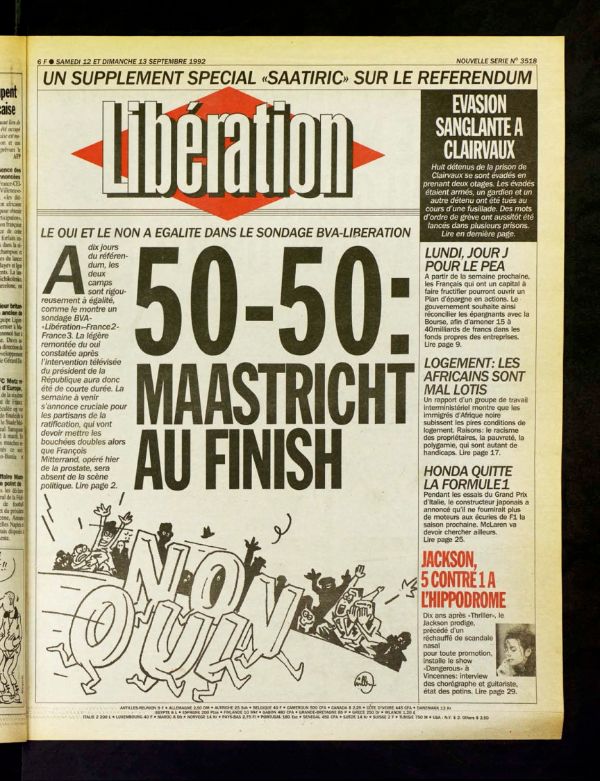 6 F ● SAMEDI 12 ET DIMANCHE 13 SEPTEMBRE 1992
NOUVELLE SERIE N° 3518
UN SUPPLEMENT SPECIAL «SAATIRIC» SUR LE REFERENDUM
Libération
EVASION
SANGLANTE A
CLAIRVAUX
Huit détenus de la prison de
Clairvaux se sont évadés en
prenant deux otages. Les évadés
étaient armés, un gardien et un
autre détenu ont été tués au
cours d'une fusillade. Des mots
d'ordre de grève ont aussitôt été
lancés dans plusieurs prisons.
Lire en dernière page.
LE OUI ET LE NON A EGALITE DANS LE SONDAGE BVA-LIBERATION
A dix jours
du référen-
dum, les
deux
camps
sont rigou-
reusement à égalité,
comme le montre un
sondage BVA-
«Libération»-France2-
France3. La légère
remontée du oui
constatée après
l'intervention télévisée
du président de la
République aura donc
été de courte durée. La
semaine à venir
s'annonce cruciale pour
les partisans de la
ratification, qui vont
devoir mettre les
bouchées doubles alors
que François
Mitterrand, opéré hier
de la prostate, sera
absent de la scène
politique. Lire page 2.
50-50:
MAASTRICHT
AU FINISH
LUNDI, JOUR J
POUR LE PEA
A partir de la semaine prochaine,
les Français qui ont un capital à
faire fructifier pourront ouvrir un
Plan d'épargne en actions. Le
gouvernement souhaite ainsi
réconcilier les épargnants avec la
Bourse, afin d'amener 15 à
40milliards de francs dans les
fonds propres des entreprises.
Lire page 9.
LOGEMENT: LES
AFRICAINS SONT
MAL LOTIS
Un rapport d'un groupe de travail
interministériel montre que les
immigrés d'Afrique noire
subissent les pires conditions de
logement. Raisons: le racisme
des propriétaires, la pauvreté, la
polygamie, qui sont autant de
handicaps. Lire page 17.
HONDA QUITTE
LA FORMULE 1
Pendant les essais du Grand Prix
d'Italie, le constructeur japonais a
annoncé qu'il ne fournirait plus
de moteurs aux écuries de F1 la
saison prochaine. McLaren va
devoir chercher ailleurs.
Lire page 25.
JACKSON,
5 CONTRE 1 A
L'HIPPODROME
Dix ans après «Thriller», le
Jackson prodige,
précédé d'un
réchauffé de scandale
nasal
pour toute promotion,
installe le show
«Dangerous» à
Vincennes: interview
des chorégraphe et guitariste,
état des potins. Lire page 29.
NON
OUI